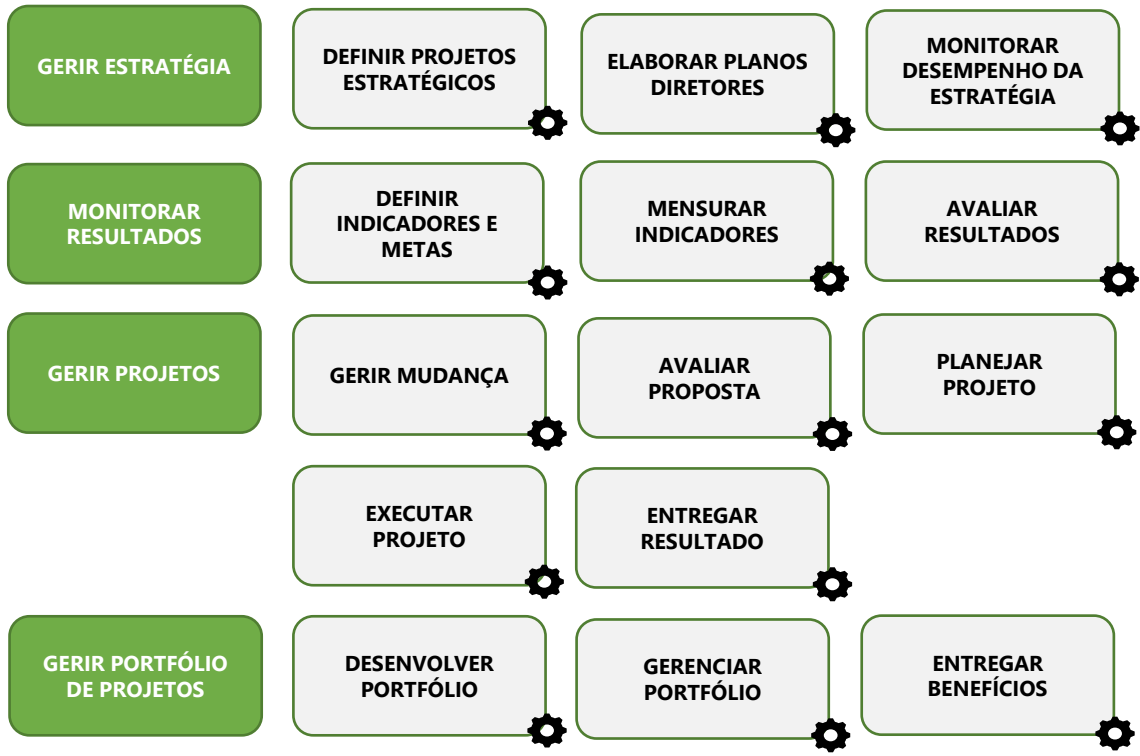 GERIR ESTRATÉGIA
DEFINIR PROJETOS
ESTRATÉGICOS
ELABORAR PLANOS
DIRETORES
MONITORAR
DESEMPENHO DA
ESTRATÉGIA
MONITORAR
RESULTADOS
DEFINIR
INDICADORES E
METAS
MENSURAR
INDICADORES
AVALIAR
RESULTADOS
GERIR PROJETOS
GERIR MUDANÇA
AVALIAR
PROPOSTA
PLANEJAR
PROJETO
EXECUTAR
PROJETO
ENTREGAR
RESULTADO
GERIR PORTFÓLIO
DE PROJETOS
DESENVOLVER
PORTFÓLIO
GERENCIAR
PORTFÓLIO
ENTREGAR
BENEFÍCIOS